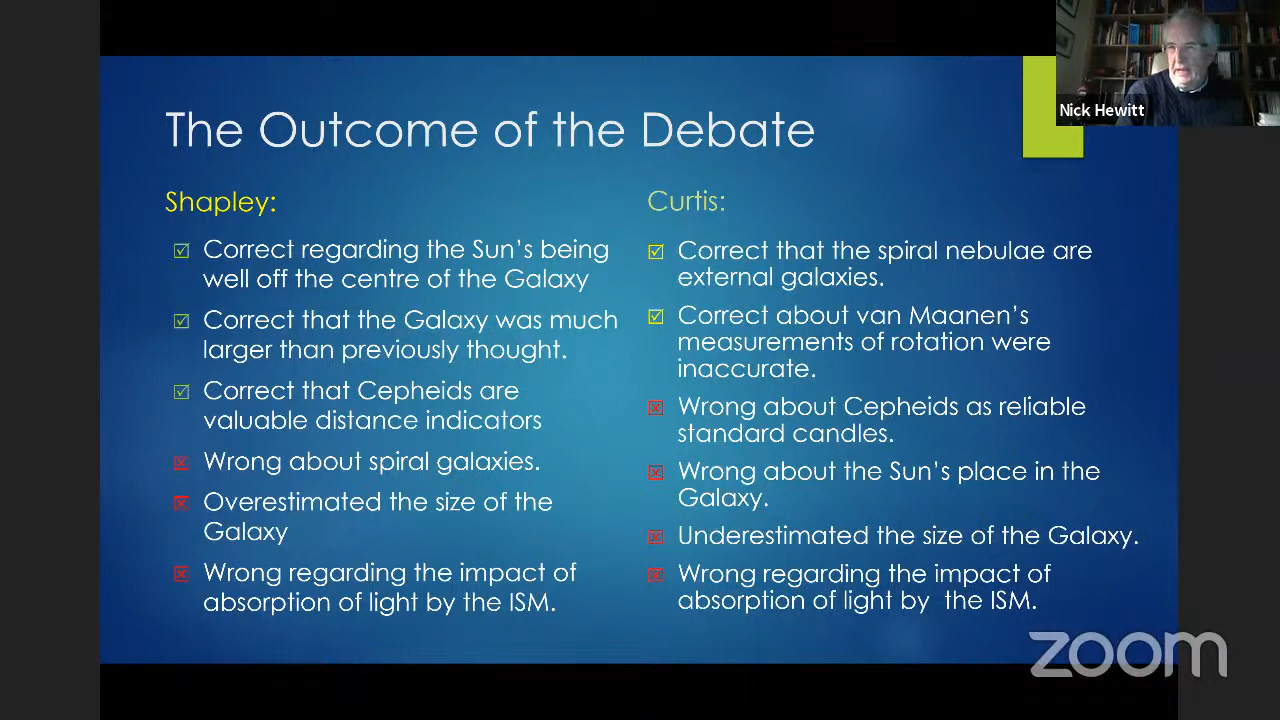 Nick Hewitt
The Outcome of the Debate
Shapley:
Correct regarding the Sun's being
well off the centre of the Galaxy
Correct that the Galaxy was much
larger than previously thought.
Correct that Cepheids are
valuable distance indicators
Wrong about spiral galaxies.
Overestimated the size of the
Galaxy
Wrong regarding the impact of
absorption of light by the ISM.
Curtis:
Correct that the spiral nebulae are
external galaxies.
Correct about van Maanen's
measurements of rotation were
inaccurate.
Wrong about Cepheids as reliable
standard candles.
Wrong about the Sun's place in the
Galaxy.
Underestimated the size of the Galaxy.
Wrong regarding the impact of
absorption of light by  the ISM.
zoom